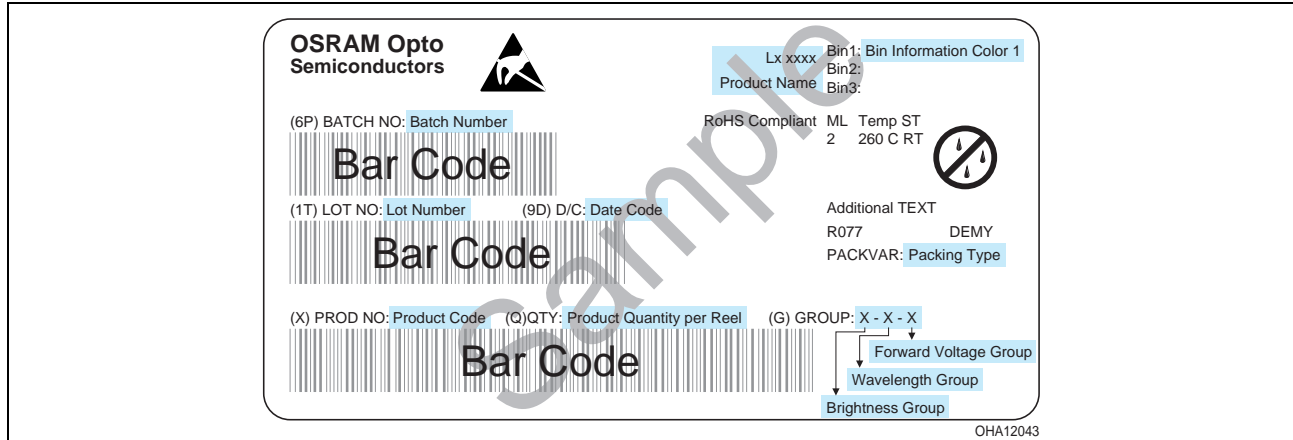 OSRAM Opto
Semiconductors
Lx xxxx
Product Name
Bin1: Bin Information Color 1
Bin2:
Bin3:
(6P) BATCH NO: Batch Number
Bar Code
RoHS Compliant ML Temp ST
2 260 C RT
(1T) LOT NO: Lot Number (9D) D/C: Date Code
Bar Code
Additional TEXT
R077 DEMY
PACKVAR: Packing Type
(X) PROD NO: Product Code (Q)QTY: Product Quantity per Reel (G) GROUP: X - X - X
Bar Code
Forward Voltage Group
Wavelength Group
Brightness Group
Sample
OHA12043